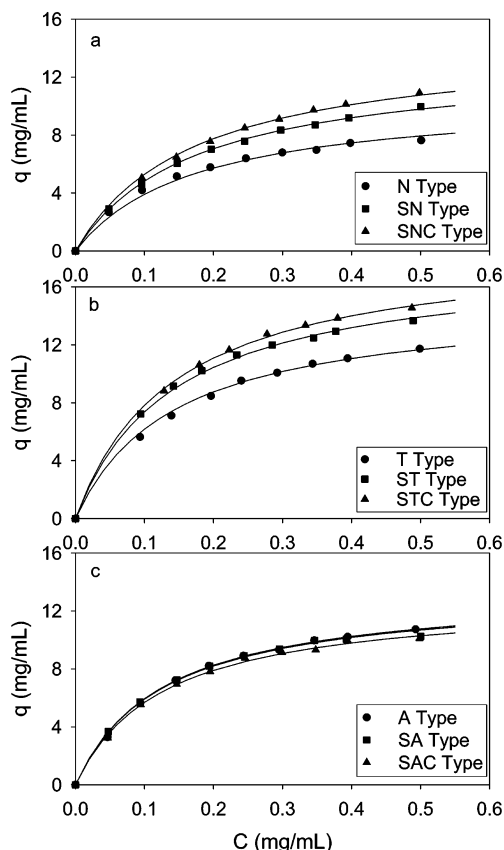 16
a
12
q (mg/mL)
8
4
N Type
SN Type
SNC Type
0
0.0 0.1 0.2 0.3 0.4 0.5 0.6
16
b
12
q (mg/mL)
8
4
T Type
ST Type
STC Type
0
0.0 0.1 0.2 0.3 0.4 0.5 0.6
16
c
12
q (mg/mL)
8
4
A Type
SA Type
SAC Type
0
0.0 0.1 0.2 0.3 0.4 0.5 0.6
C (mg/mL)